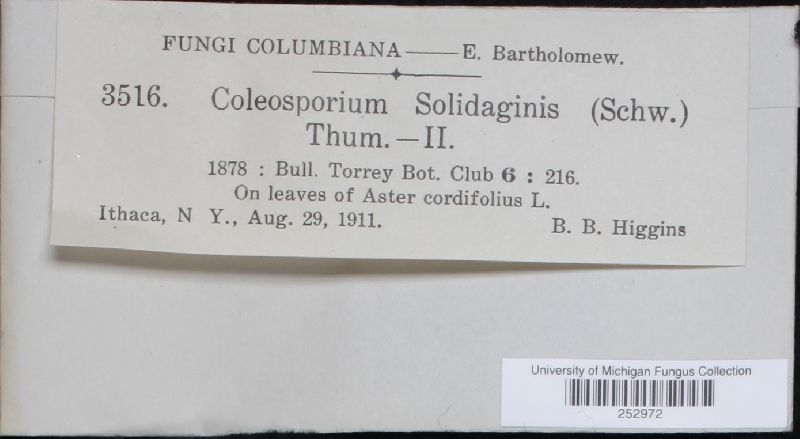 FUNGI COLUMBIANA—E. Bartholomew.
3516. Coleosporium Solidaginis (Schw.)
Thum.—II.
1878 : Bull. Torrey Bot. Club 6 : 216.
On leaves of Aster cordifolius L.
Ithaca, N Y., Aug. 29, 1911. B. B. Higgins
University of Michigan Fungus Collection
252972